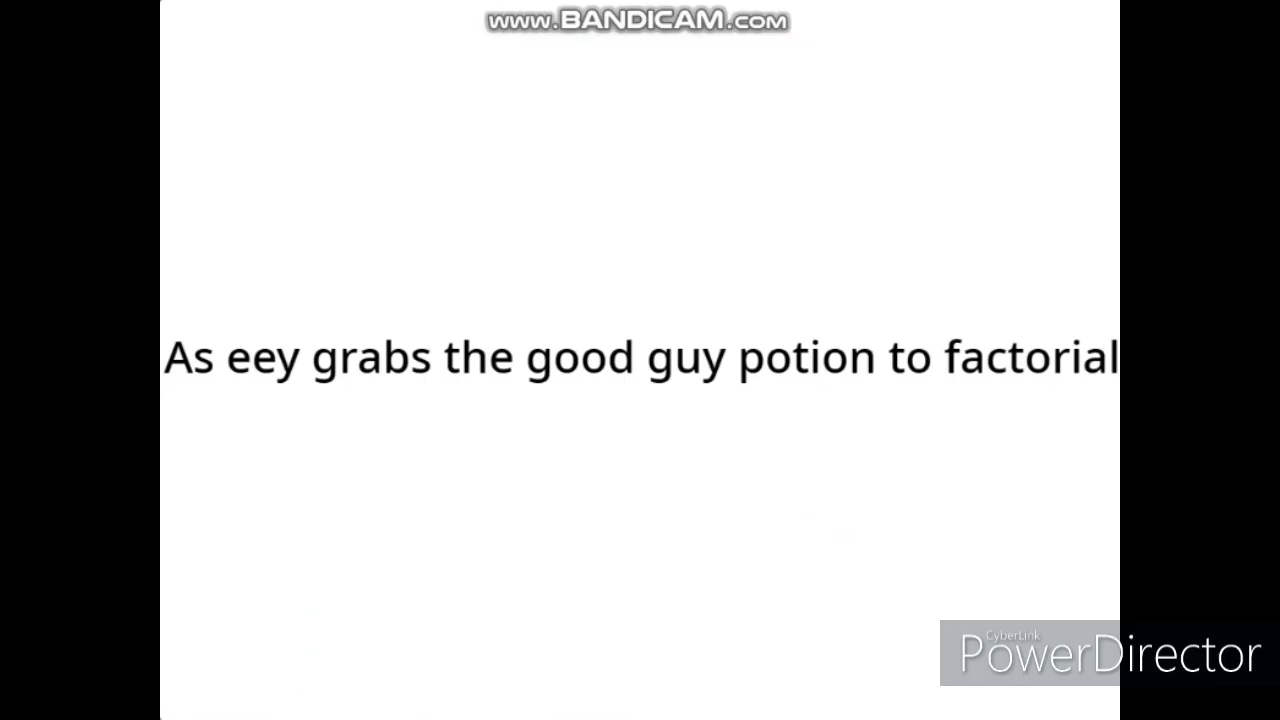 www.BANDICAM.com
As eey grabs the good guy potion to factorial
CyberLink
PowerDirector